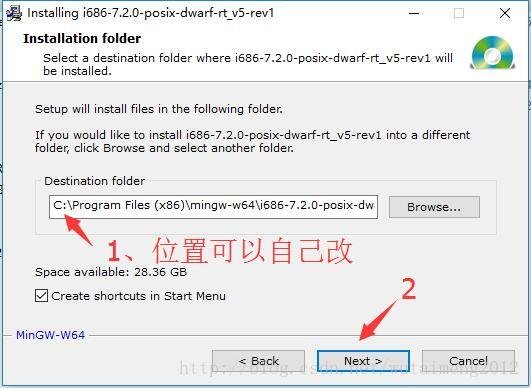 Installing i686-7.2.0-posix-dwarf-rt_v5-rev1
Installation folder
Select a destination folder where i686-7.2.0-posix-dwarf-rt_v5-rev1 will
be installed.
Setup will install files in the following folder.
If you would like to install i686-7.2.0-posix-dwarf-rt_v5-rev1 into a different
folder, click Browse and select another folder.
Destination folder
C:\Program Files (x86)\mingw-w64\i686-7.2.0-posix-dwa
Browse...
1、位置可以自己改
Space available: 28.36 GB
2
Create shortcuts in Start Menu
MinGW-W64
< Back
Next >
Cancel
http://blog.csdn.net/wutaimong2012